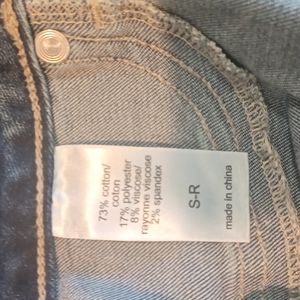 73% cotton/
coton
17% polyester
8% viscose/
rayonne viscose
2% spandex
S-R
made in china